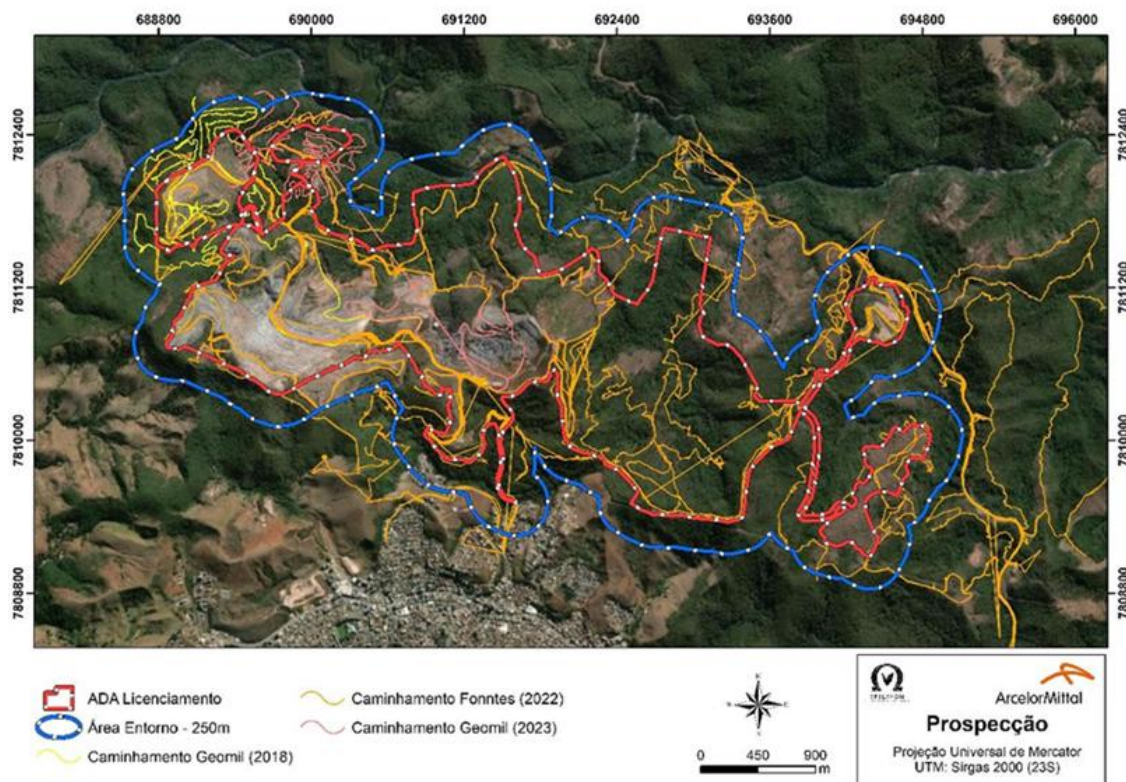 688800 690000 691200 692400 693600 694800 696000
7812400 7812400
7811200 7811200
7810000 7810000
7808800 7808800
ADA Licenciamento
Área Entorno - 250m
Caminhamento Geomil (2018)
Caminhamento Fonntes (2022)
Caminhamento Geomil (2023)
0 450 900
m
ArcelorMittal
Prospecção
Projeção Universal de Mercator
UTM: Sirgas 2000 (23S)